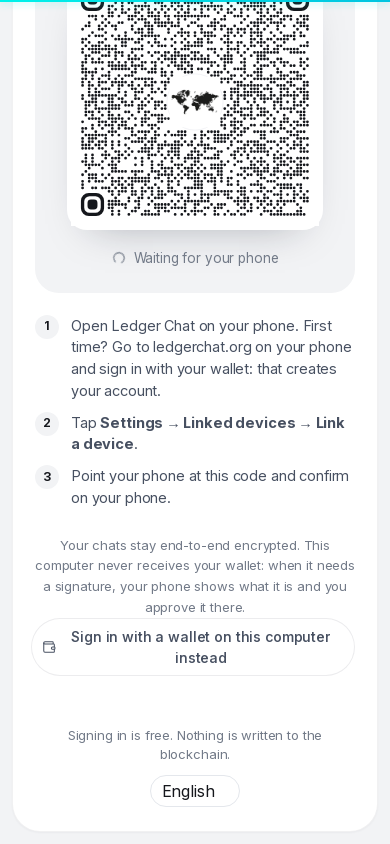 Waiting for your phone
1 Open Ledger Chat on your phone. First
time? Go to ledgerchat.org on your phone
and sign in with your wallet: that creates
your account.
2 Tap Settings → Linked devices → Link
a device.
3 Point your phone at this code and confirm
on your phone.
Your chats stay end-to-end encrypted. This
computer never receives your wallet: when it needs
a signature, your phone shows what it is and you
approve it there.
Sign in with a wallet on this computer
instead
Signing in is free. Nothing is written to the
blockchain.
English